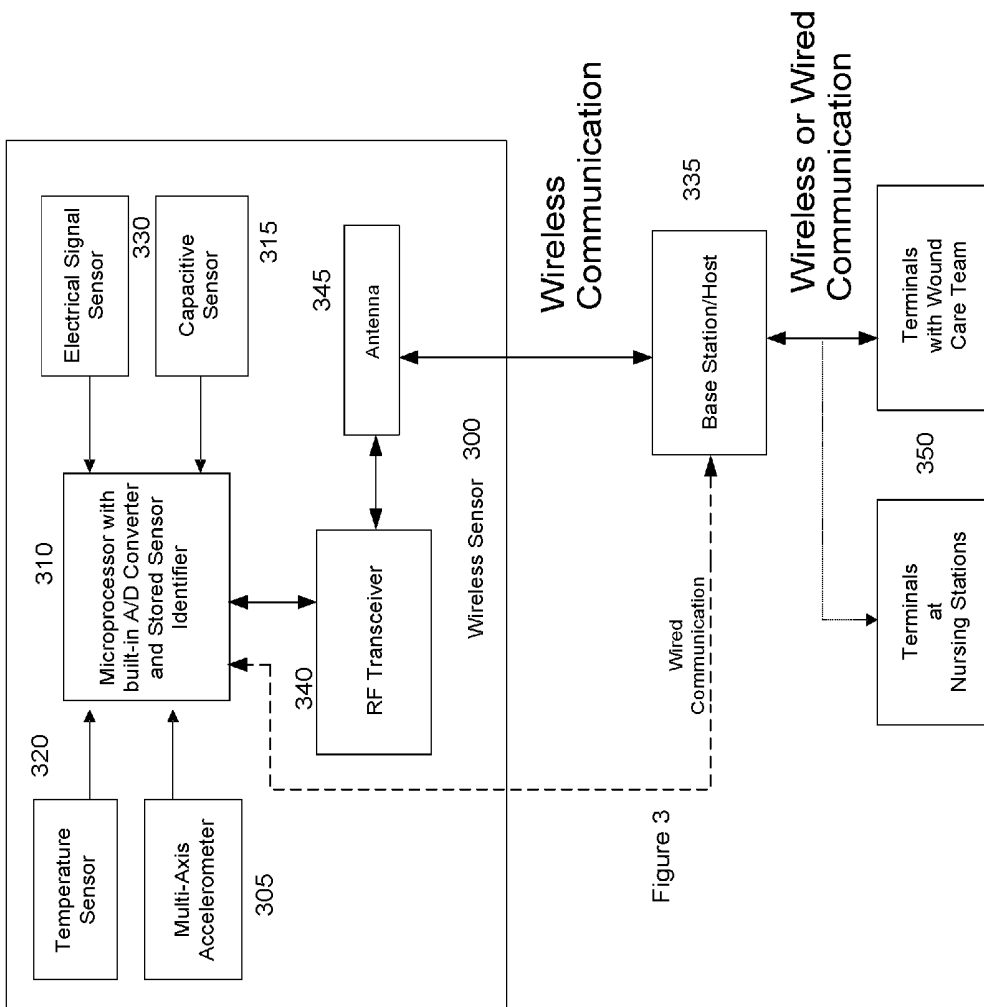 Temperature
Sensor
320
Multi-Axis
Accelerometer
305
310
Microprocessor with
built-in A/D Converter
and Stored Sensor
Identifier
Electrical Signal
Sensor
330
Capacitive
Sensor
315
340
RF Transceiver
345
Antenna
Wireless Sensor 300
Wireless
Communication
Wired
Communication
335
Base Station/Host
Wireless or Wired
Communication
Terminals
at
Nursing Stations
350
Terminals
with Wound
Care Team
Figure 3